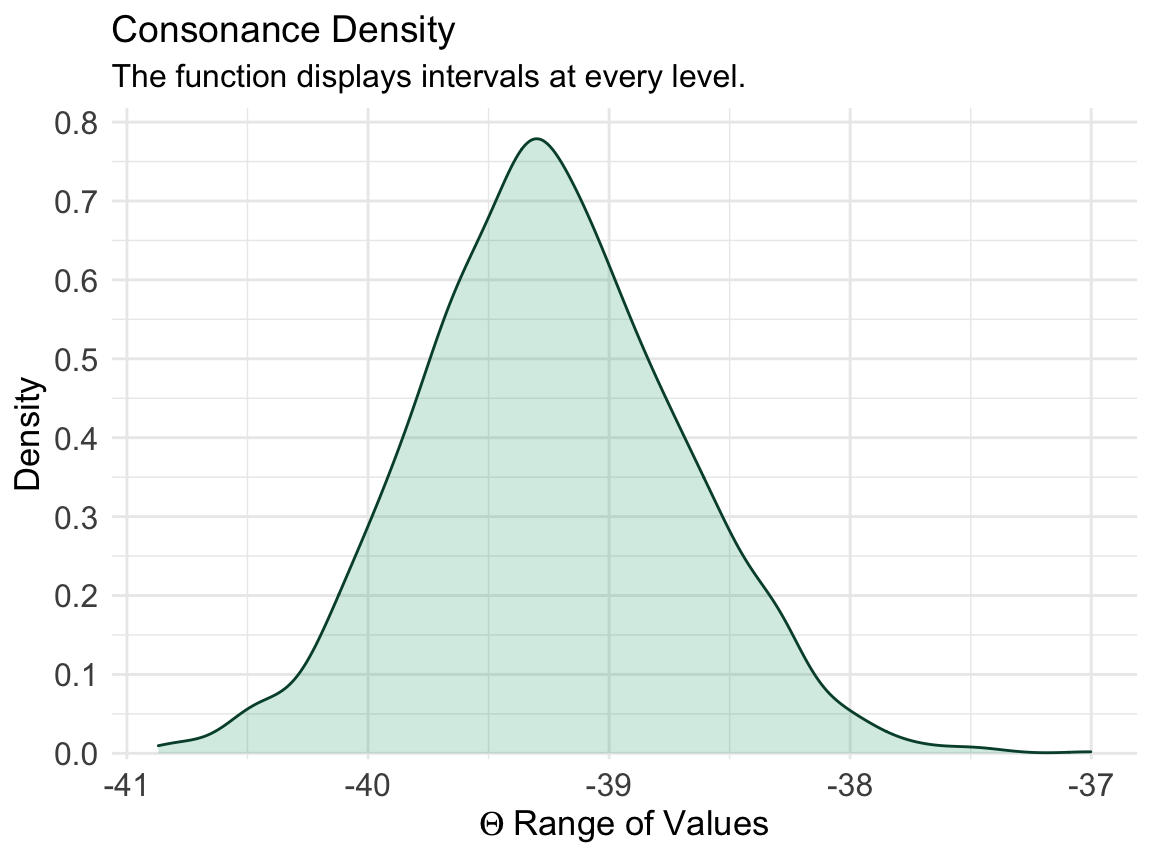 Consonance Density
The function displays intervals at every level.
0.8
0.7
0.6
0.5
0.4
0.3
0.2
0.1
0.0
Density
-41 -40 -39 -38 -37
Θ Range of Values